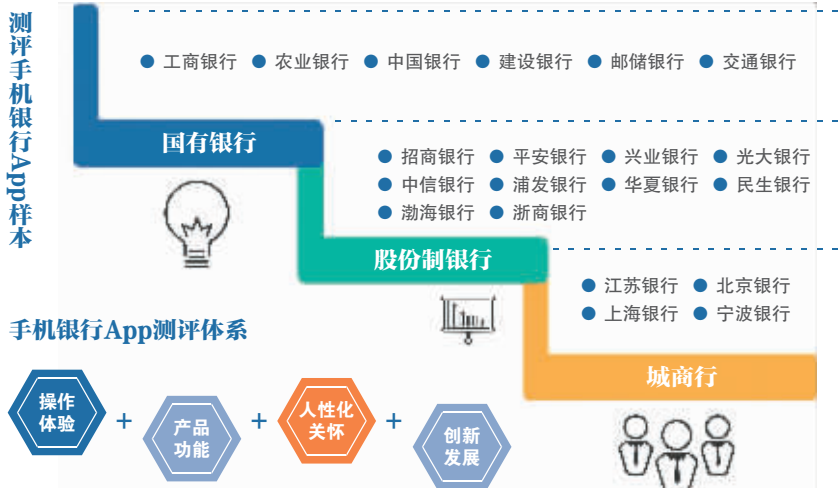 测评手机银行App样本
● 工商银行 ● 农业银行 ● 中国银行 ● 建设银行 ● 邮储银行 ● 交通银行
国有银行
● 招商银行 ● 平安银行 ● 兴业银行 ● 光大银行
● 中信银行 ● 浦发银行 ● 华夏银行 ● 民生银行
● 渤海银行 ● 浙商银行
股份制银行
● 江苏银行 ● 北京银行
● 上海银行 ● 宁波银行
城商行
手机银行App测评体系
操作
体验
+
产品
功能
+
人性化
关怀
+
创新
发展